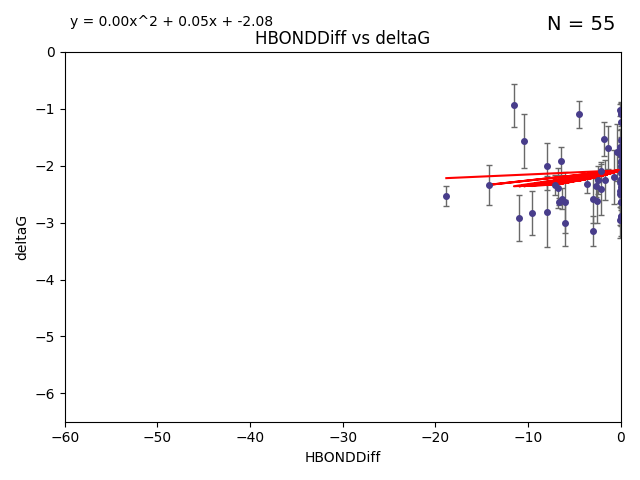 y = 0.00x^2 + 0.05x + -2.08
N = 55
HBONDDiff vs deltaG
0
−1
−2
−3
−4
−5
−6
deltaG
−60
−50
−40
−30
−20
−10
0
HBONDDiff